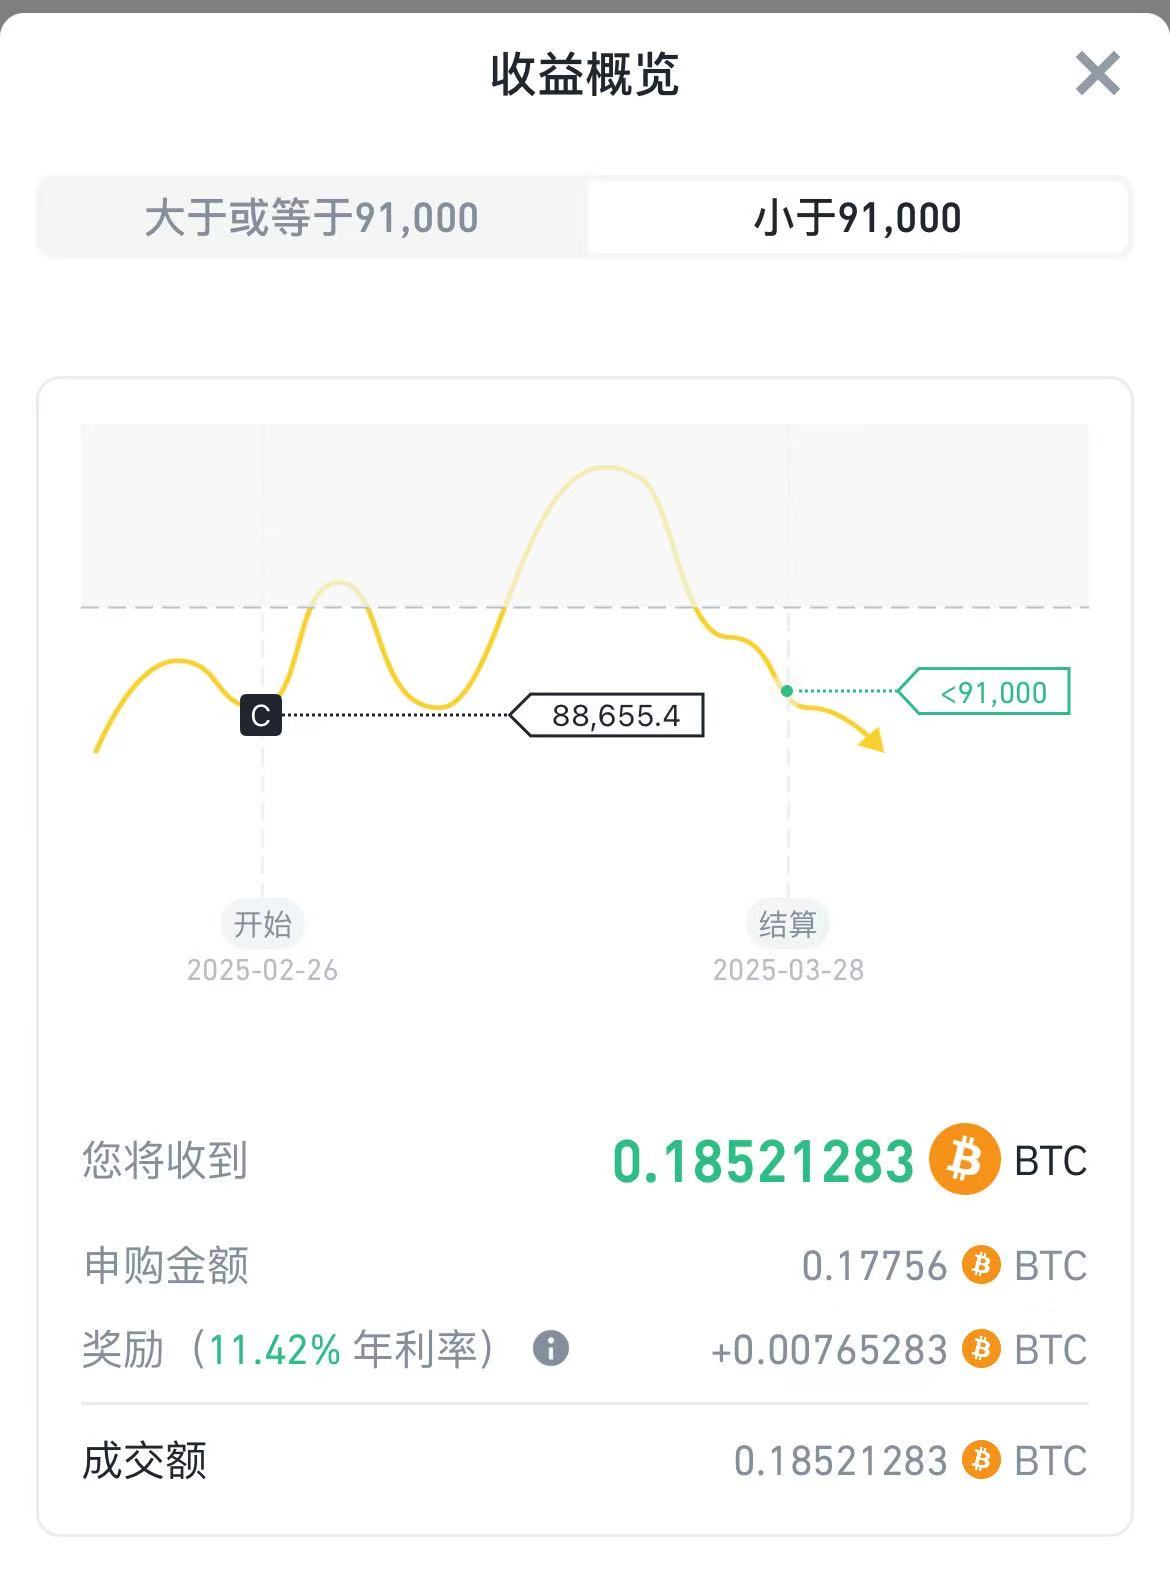 收益概览
大于或等于91,000
小于91,000
C
88,655.4
<91,000
开始
结算
2025-02-26
2025-03-28
您将收到 0.18521283 BTC
申购金额 0.17756 BTC
奖励（11.42% 年利率） +0.00765283 BTC
成交额 0.18521283 BTC